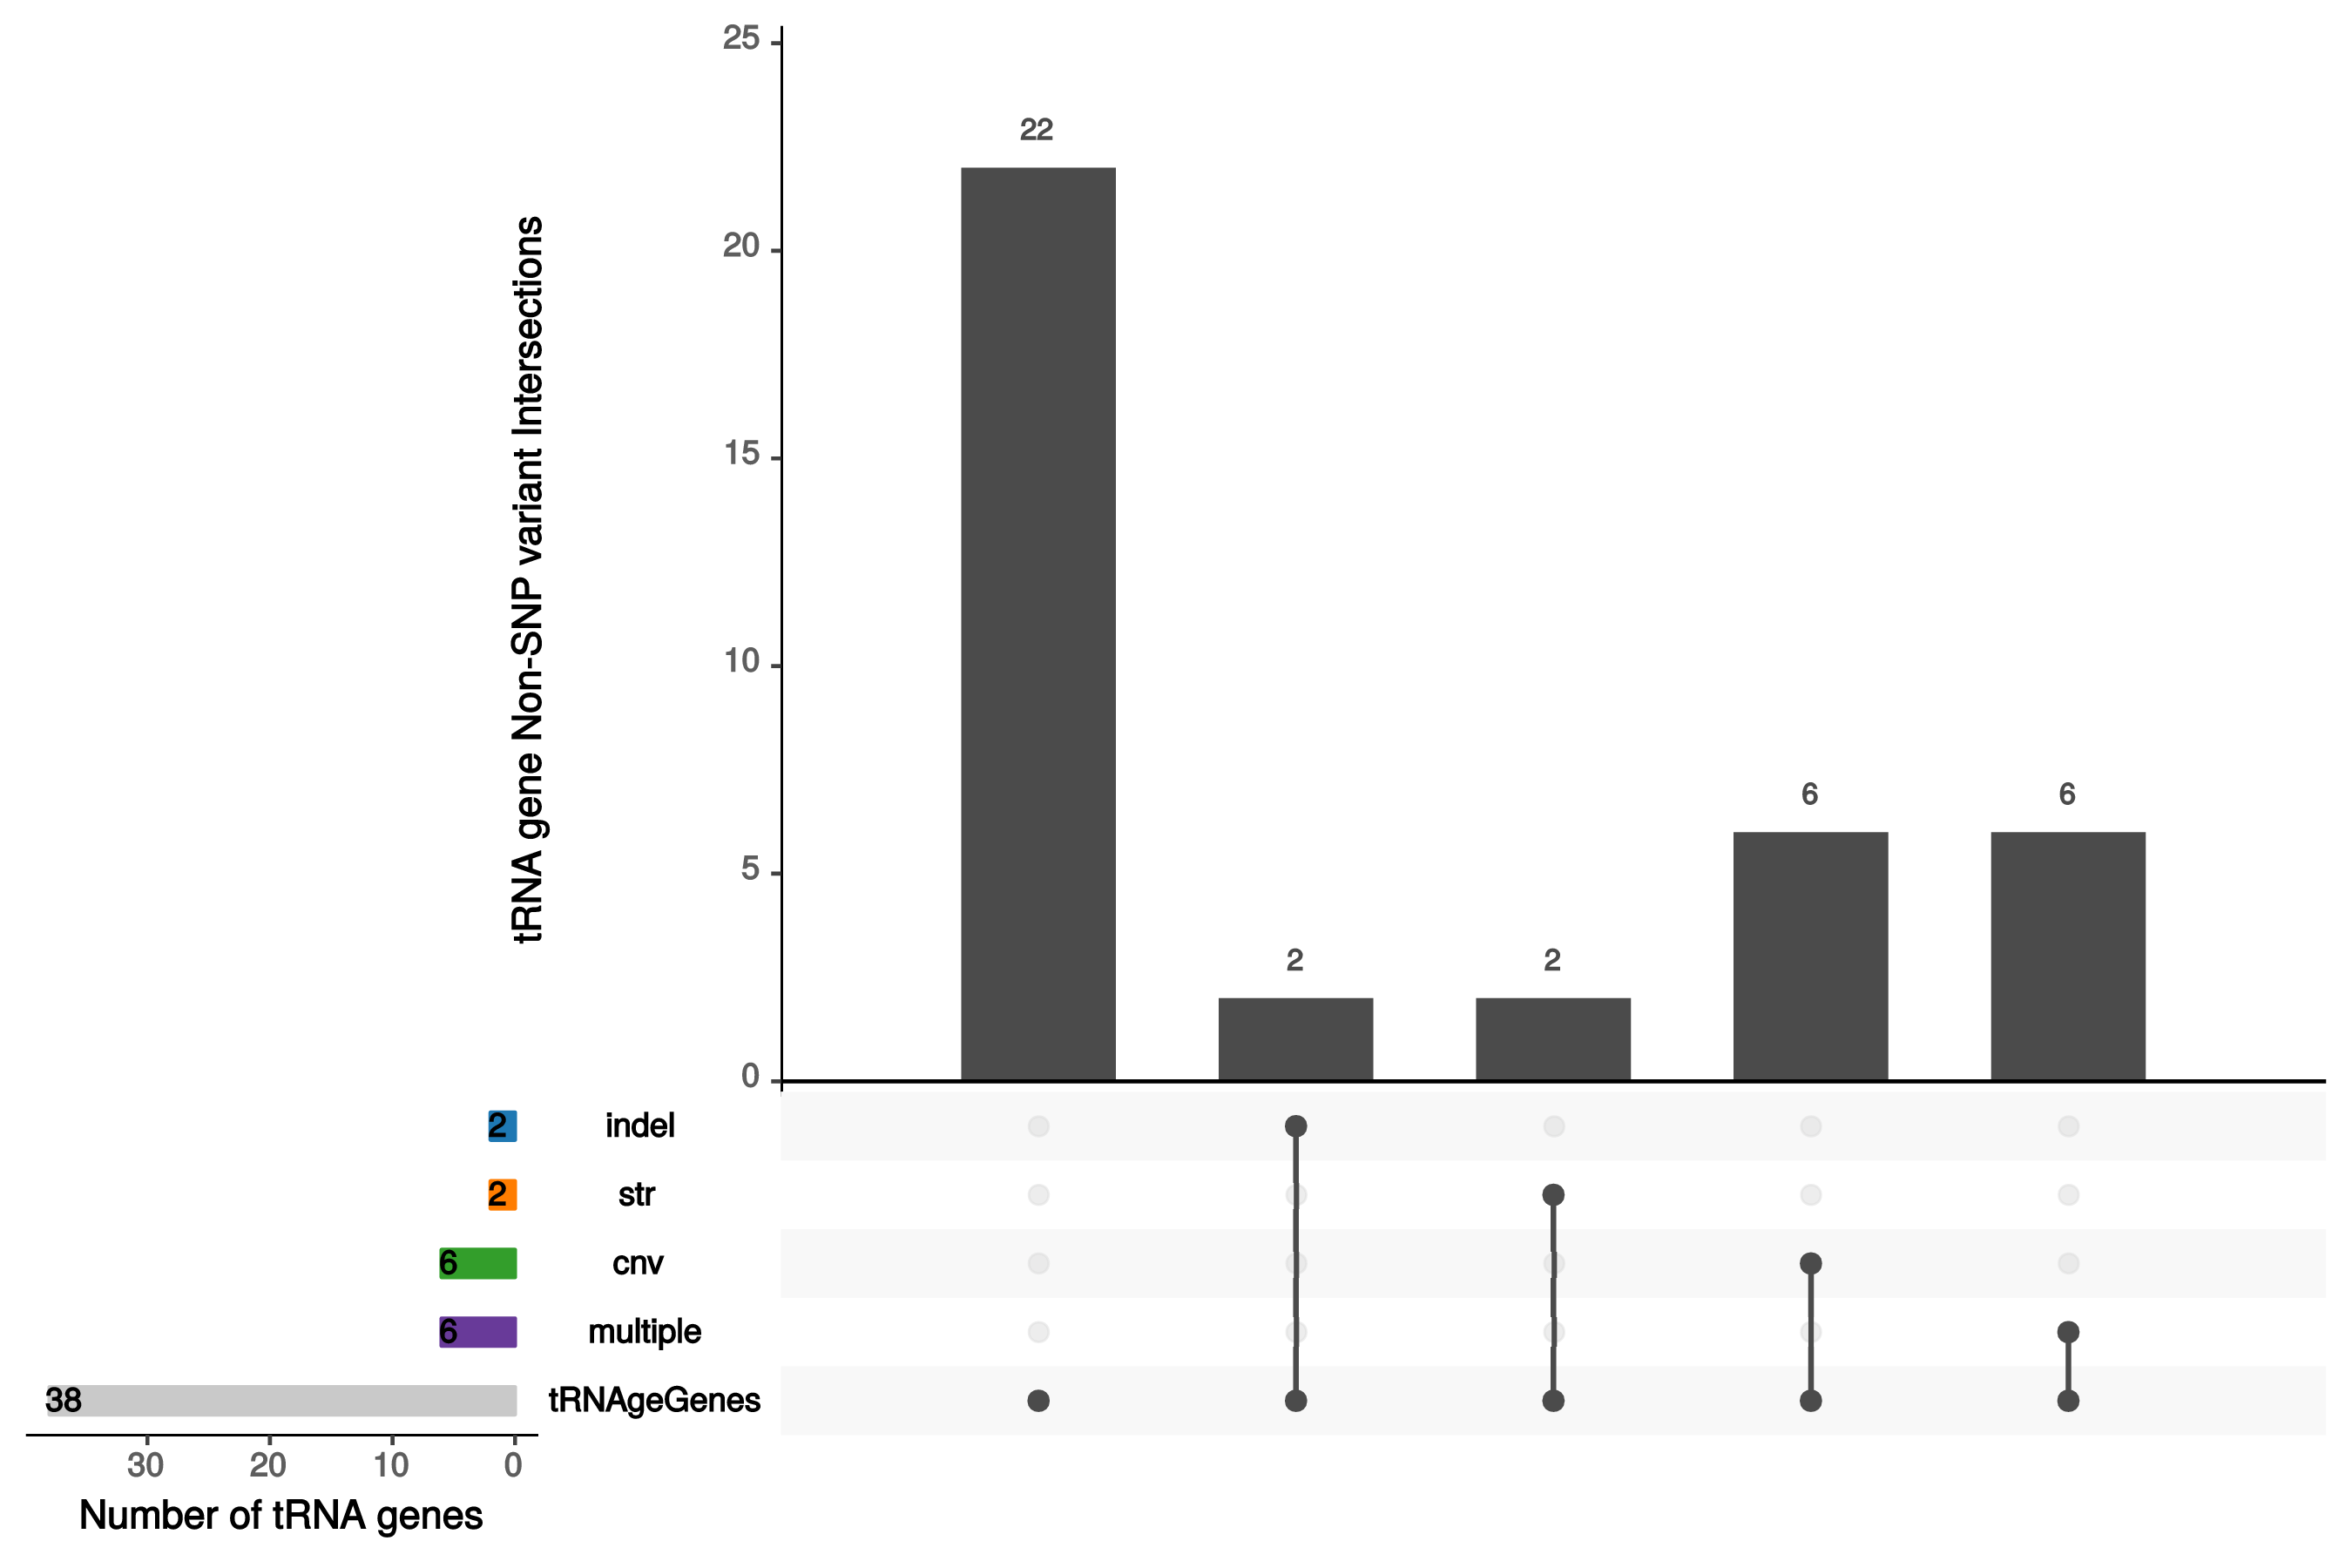 25
20
15
10
5
0
tRNA gene Non-SNP variant Intersections
22
2
2
6
6
2
indel
2
str
6
cnv
6
multiple
38
tRNAgeGenes
30
20
10
0
Number of tRNA genes